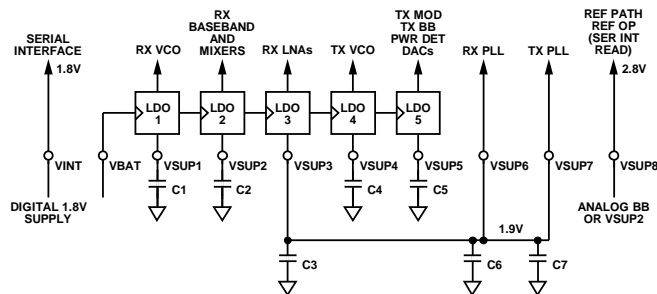 SERIAL
INTERFACE
1.8V
RX VCO
RX
BASEBAND
AND
MIXERS
RX LNAs
TX VCO
TX MOD
TX BB
PWR DET
DACs
RX PLL
TX PLL
REF PATH
REF OP
(SER INT
READ)
2.8V
LDO
1
LDO
2
LDO
3
LDO
4
LDO
5
VINT
VBAT
VSUP1
VSUP2
VSUP3
VSUP4
VSUP5
VSUP6
VSUP7
VSUP8
C1
C2
C4
C5
DIGITAL 1.8V
SUPPLY
ANALOG BB
OR VSUP2
1.9V
C3
C6
C7